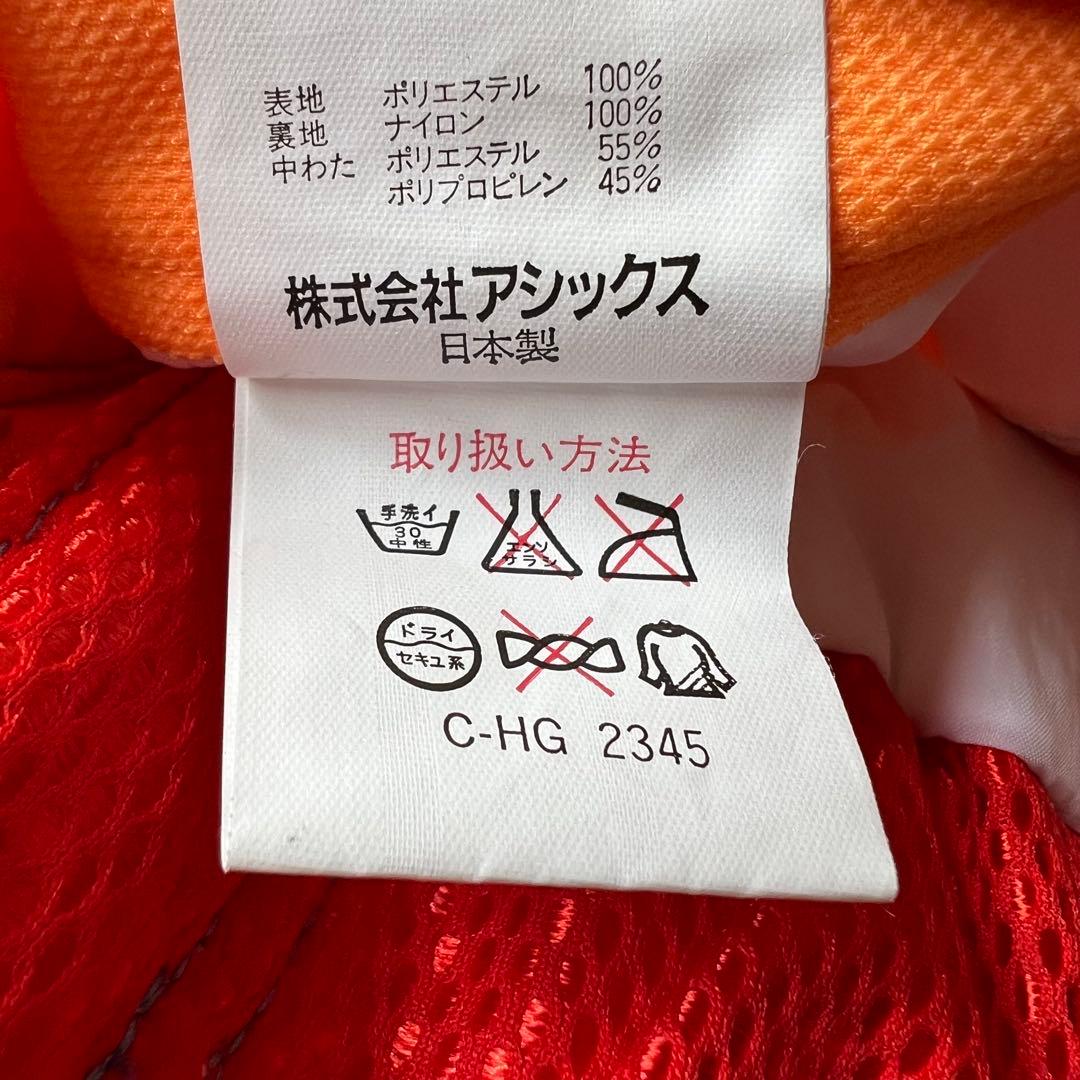 表地 ポリエステル 100%
裏地 ナイロン 100%
中わた ポリエステル 55%
ポリプロピレン 45%
株式会社アシックス
日本製
取り扱い方法
手洗イ
30
中性
エンソ
サラシ
ドライ
セキユ系
C-HG 2345